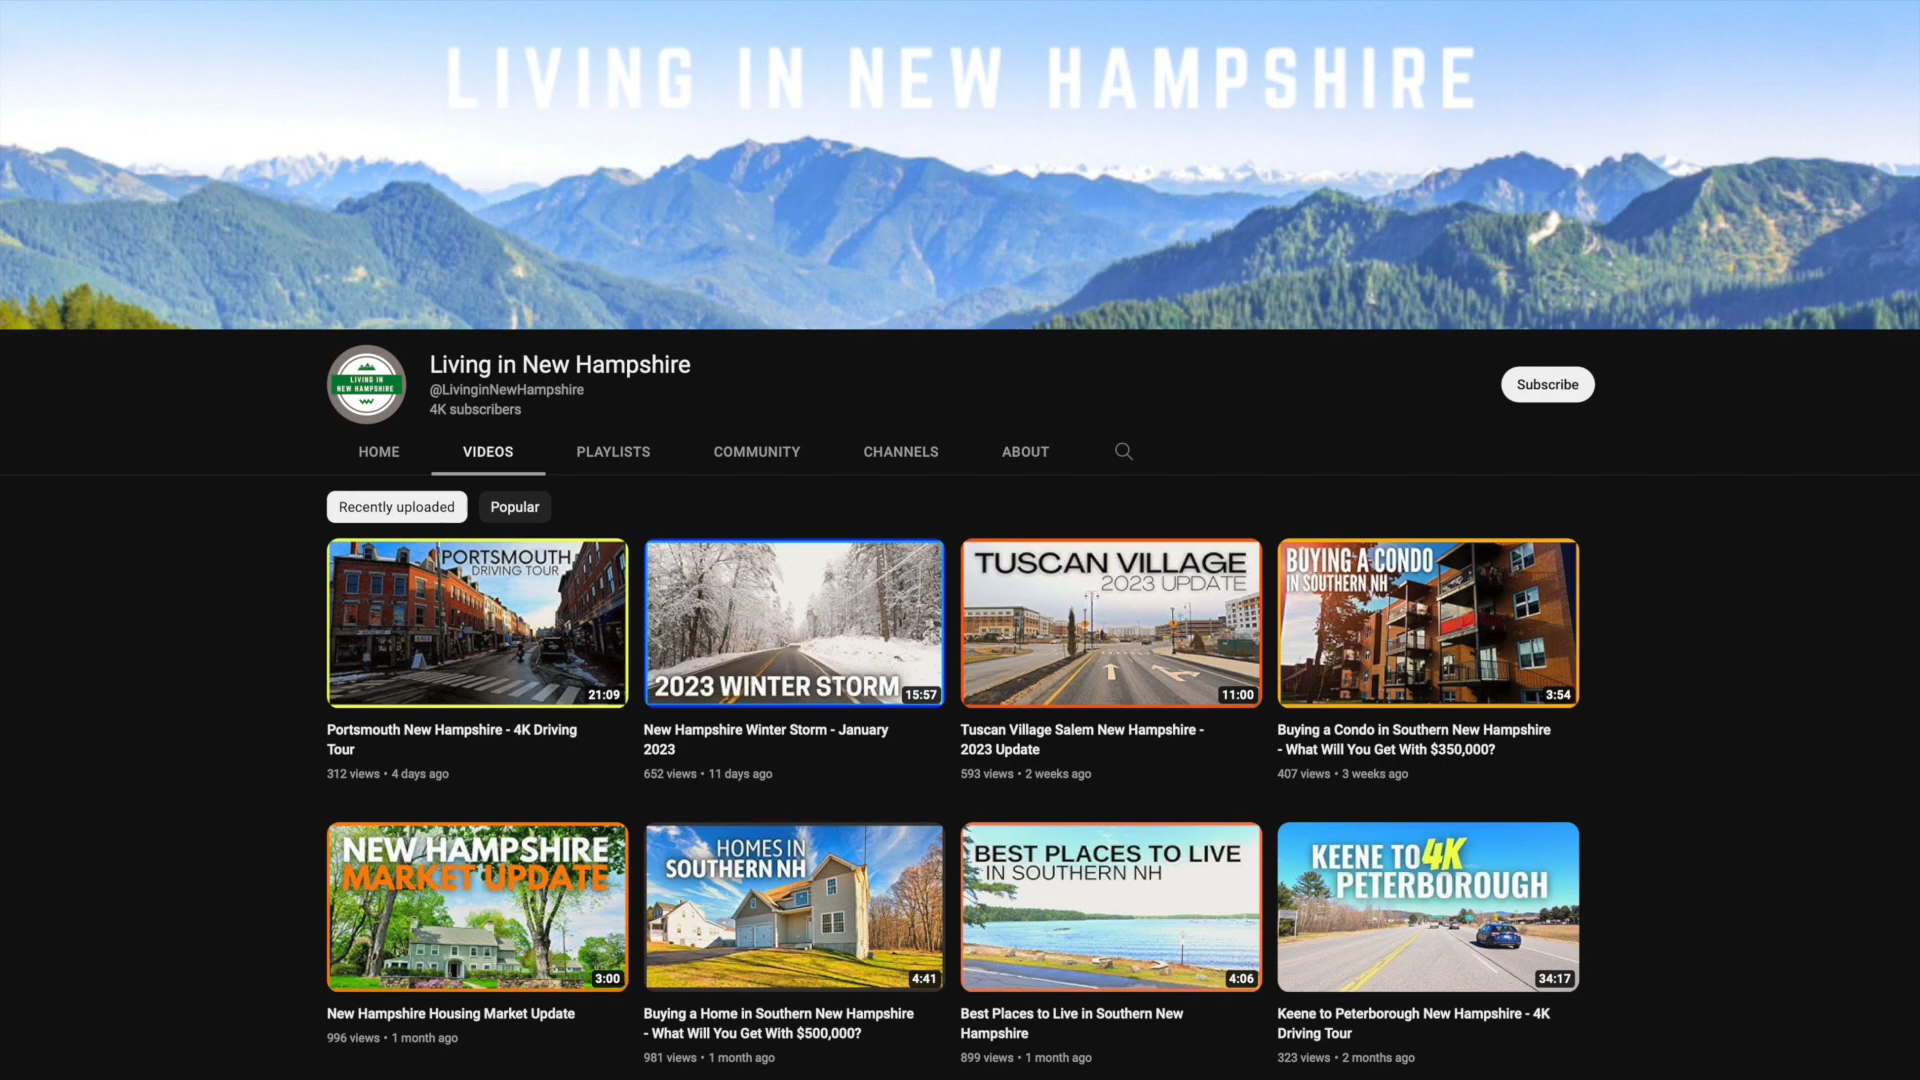 LIVING IN NEW HAMPSHIRE
LIVING IN
NEW HAMPSHIRE
Living in New Hampshire
@LivinginNewHampshire
4K subscribers
Subscribe
HOME VIDEOS PLAYLISTS COMMUNITY CHANNELS ABOUT
Recently uploaded Popular
PORTSMOUTH
DRIVING TOUR
21:09
2023 WINTER STORM
15:57
TUSCAN VILLAGE
2023 UPDATE
11:00
BUYING A CONDO
IN SOUTHERN NH
3:54
Portsmouth New Hampshire - 4K Driving
Tour
312 views • 4 days ago
New Hampshire Winter Storm - January
2023
652 views • 11 days ago
Tuscan Village Salem New Hampshire -
2023 Update
593 views • 2 weeks ago
Buying a Condo in Southern New Hampshire
- What Will You Get With $350,000?
407 views • 3 weeks ago
NEW HAMPSHIRE
MARKET UPDATE
3:00
HOMES IN
SOUTHERN NH
4:41
BEST PLACES TO LIVE
IN SOUTHERN NH
4:06
KEENE TO 4K
PETERBOROUGH
34:17
New Hampshire Housing Market Update
996 views • 1 month ago
Buying a Home in Southern New Hampshire
- What Will You Get With $500,000?
981 views • 1 month ago
Best Places to Live in Southern New
Hampshire
899 views • 1 month ago
Keene to Peterborough New Hampshire - 4K
Driving Tour
323 views • 2 months ago